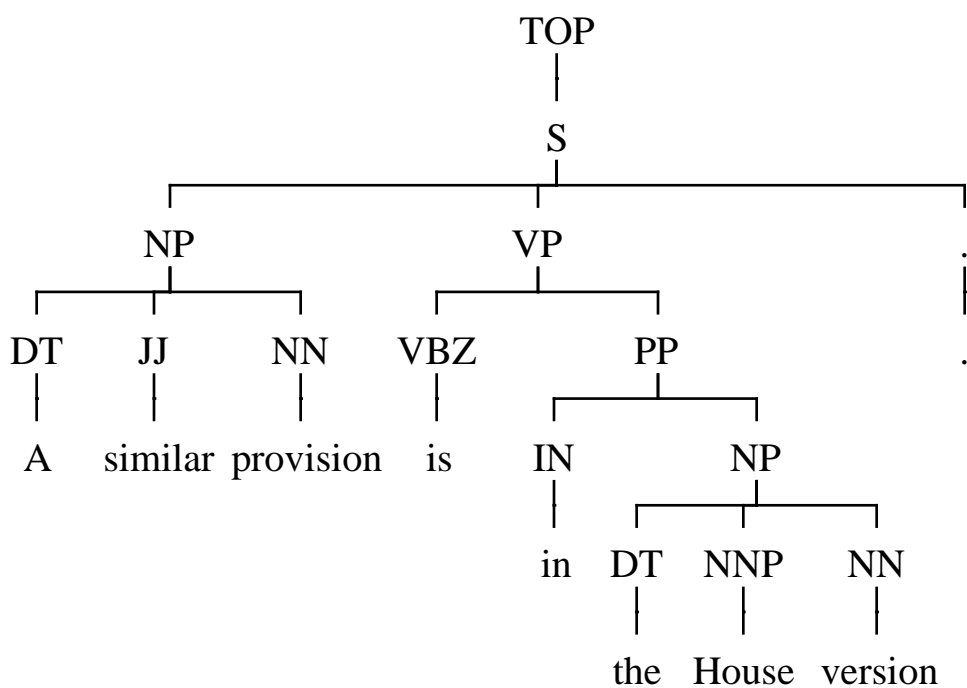 TOP
S
NP VP .
DT JJ NN VBZ PP .
A similar provision is IN NP
in DT NNP NN
the House version